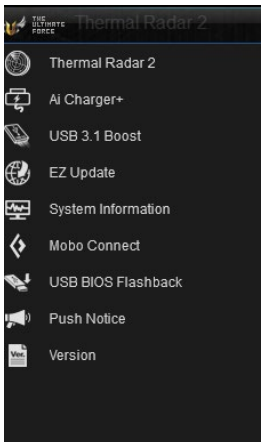 THE
ULTIMATE
FORCE
Thermal Radar 2
Thermal Radar 2
Ai Charger+
USB 3.1 Boost
EZ Update
System Information
Mobo Connect
USB BIOS Flashback
Push Notice
Ver.
Version